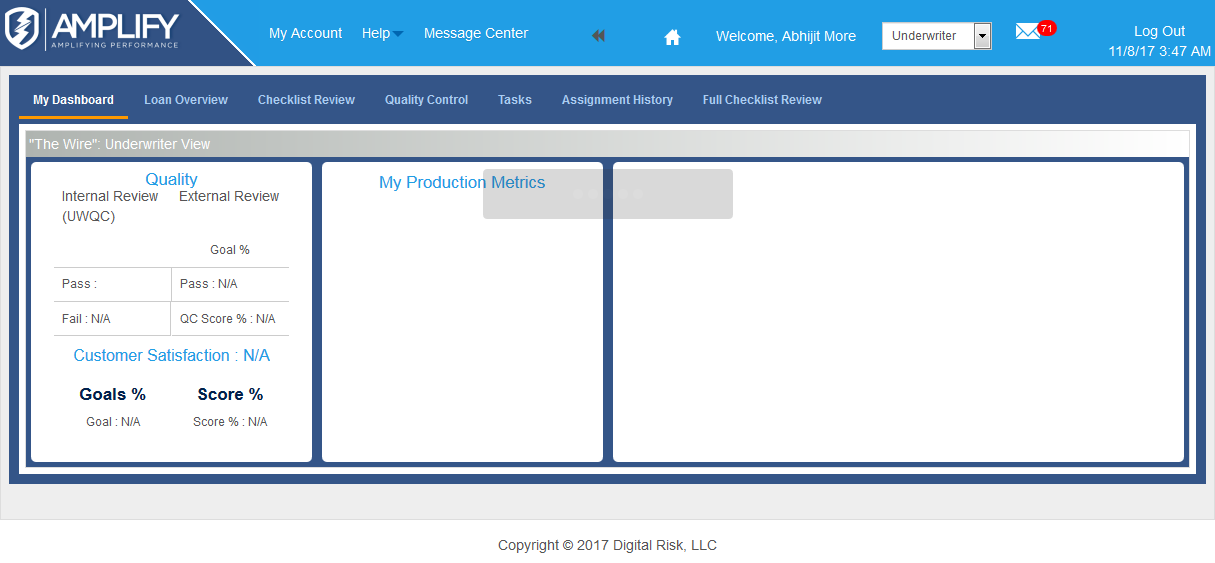 AMPLIFY
AMPLIFYING PERFORMANCE
My Account Help Message Center Welcome, Abhijit More Underwriter 71 Log Out
11/8/17 3:47 AM
My Dashboard Loan Overview Checklist Review Quality Control Tasks Assignment History Full Checklist Review
"The Wire": Underwriter View
Quality
Internal Review External Review
(UWQC)
Goal %
Pass : Pass : N/A
Fail : N/A QC Score % : N/A
Customer Satisfaction : N/A
Goals % Score %
Goal : N/A Score % : N/A
My Production Metrics
Copyright © 2017 Digital Risk, LLC